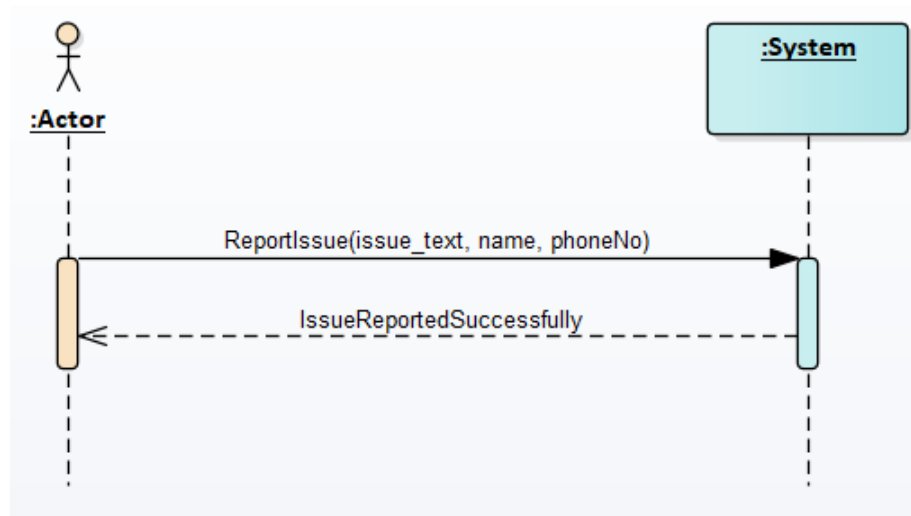 :System
:Actor
ReportIssue(issue_text, name, phoneNo)
IssueReportedSuccessfully